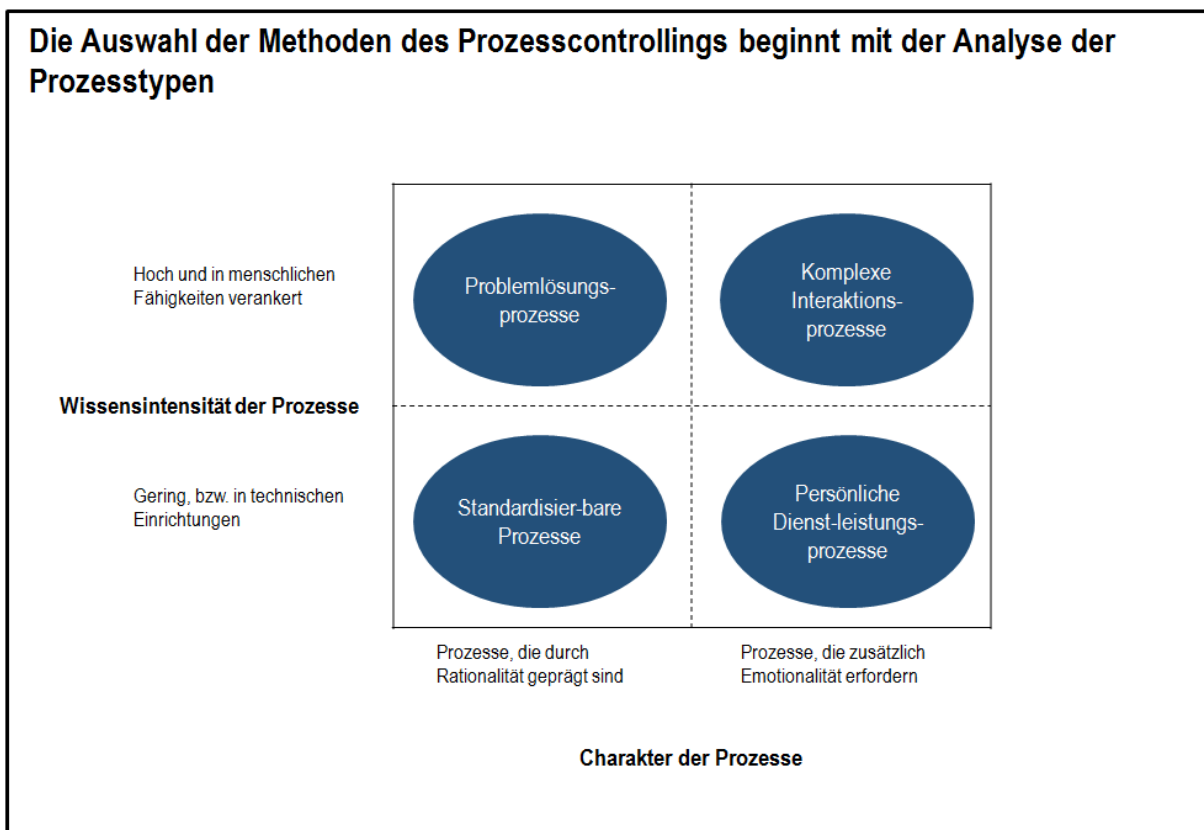 Die Auswahl der Methoden des Prozesscontrollings beginnt mit der Analyse der
Prozesstypen
Hoch und in menschlichen
Fähigkeiten verankert
Problemlösungs-
prozesse
Komplexe
Interaktions-
prozesse
Wissensintensität der Prozesse
Gering, bzw. in technischen
Einrichtungen
Standardisier-bare
Prozesse
Persönliche
Dienst-leistungs-
prozesse
Prozesse, die durch
Rationalität geprägt sind
Prozesse, die zusätzlich
Emotionalität erfordern
Charakter der Prozesse